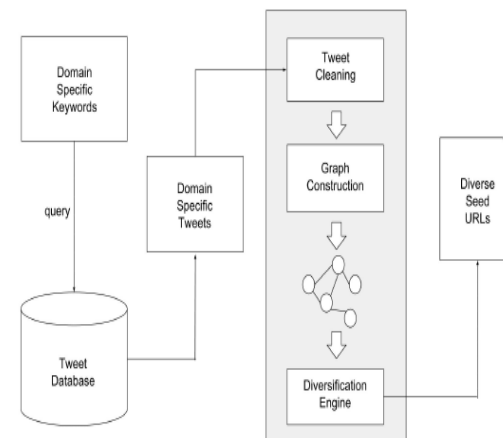 Domain
Specific
Keywords
query
Tweet
Database
Domain
Specific
Tweets
Tweet
Cleaning
Graph
Construction
Diversification
Engine
Diverse
Seed
URLs